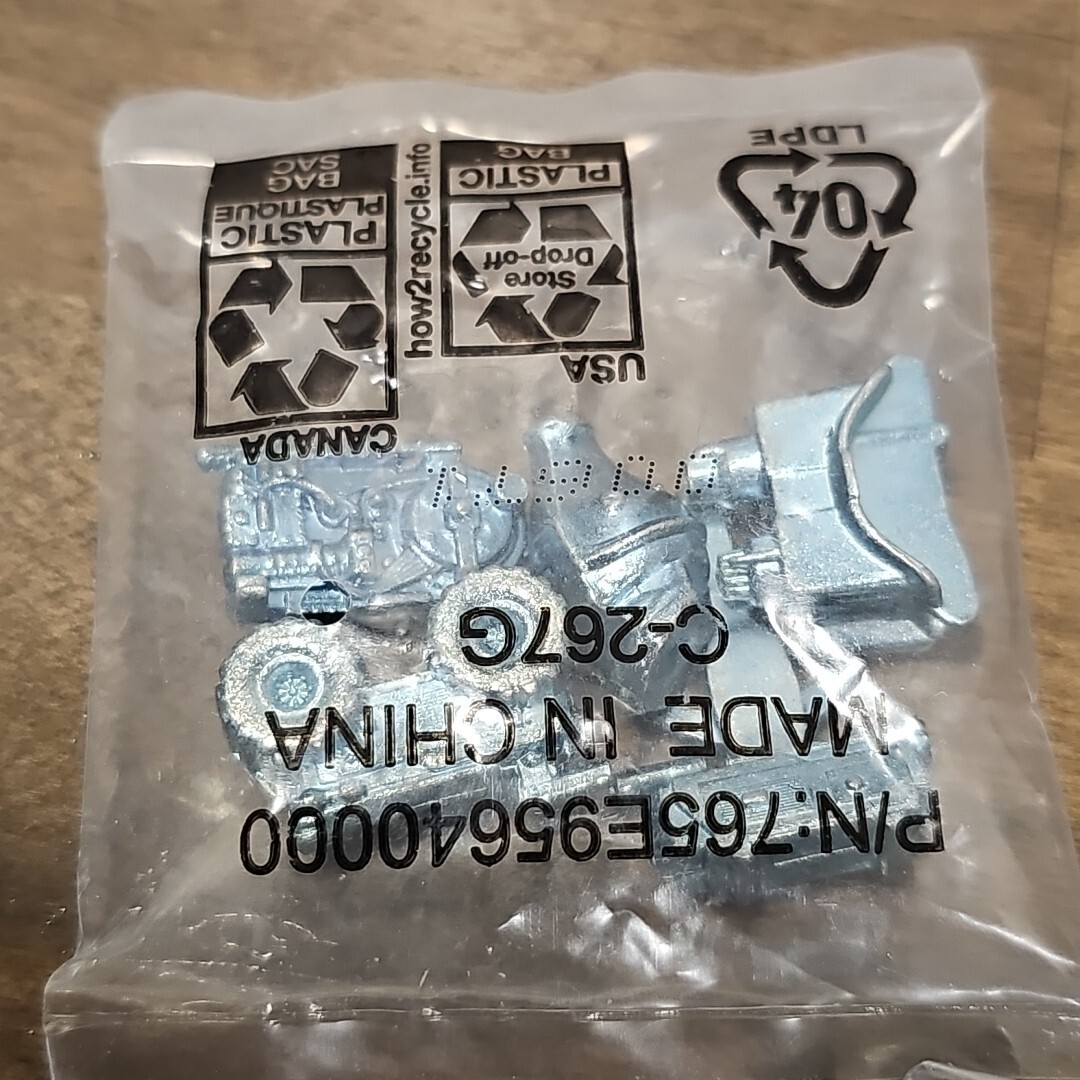 P/N:765E95640000
MADE IN CHINA
C-267G
04
LDPE
USA
Store
Drop-off
PLASTIC
BAG
how2recycle.info
CANADA
PLASTIC
PLASTIQUE
BAG
SAC